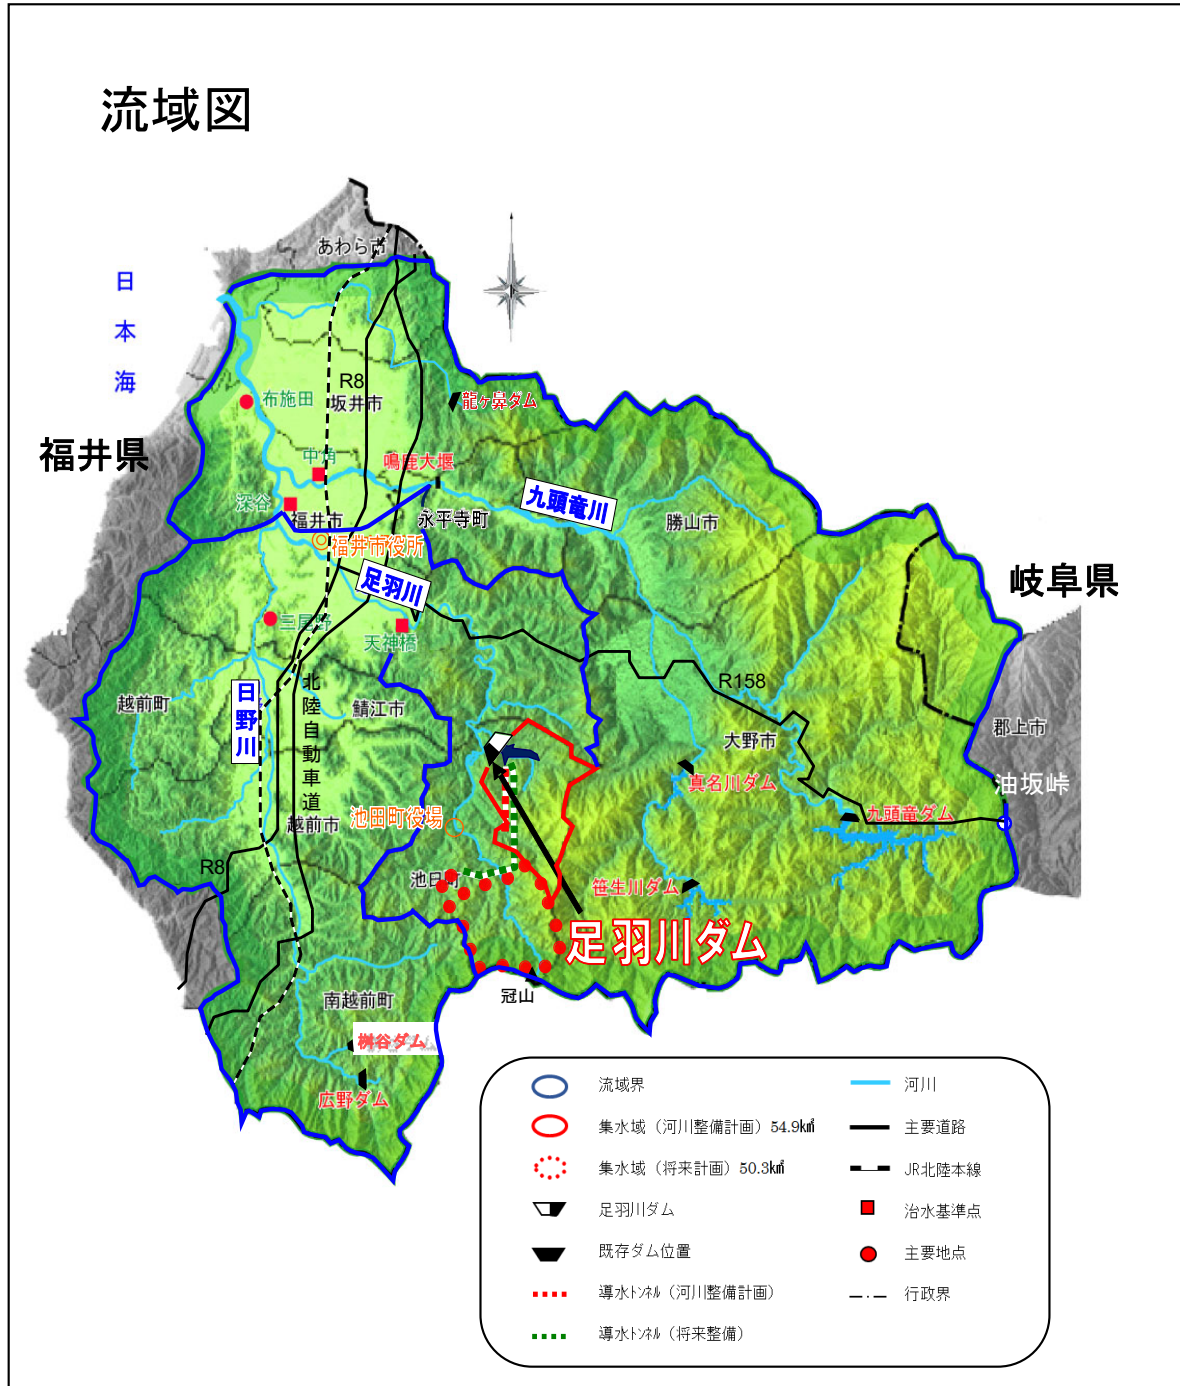 流域図
あわら市
日本海
R8
坂井市
布施田
龍ヶ鼻ダム
福井県
中角
鳴鹿大堰
深谷
福井市
永平寺町
九頭竜川
勝山市
福井市役所
足羽川
岐阜県
三尾野
天神橋
R158
越前町
日野川
北陸自動車道
鯖江市
大野市
郡上市
真名川ダム
油坂峠
池田町役場
越前市
九頭竜ダム
R8
池田町
笹生川ダム
足羽川ダム
冠山
南越前町
桝谷ダム
広野ダム
流域界
集水域（河川整備計画）54.9k㎡
集水域（将来計画）50.3k㎡
足羽川ダム
既存ダム位置
導水トンネル（河川整備計画）
導水トンネル（将来整備）
河川
主要道路
JR北陸本線
治水基準点
主要地点
行政界